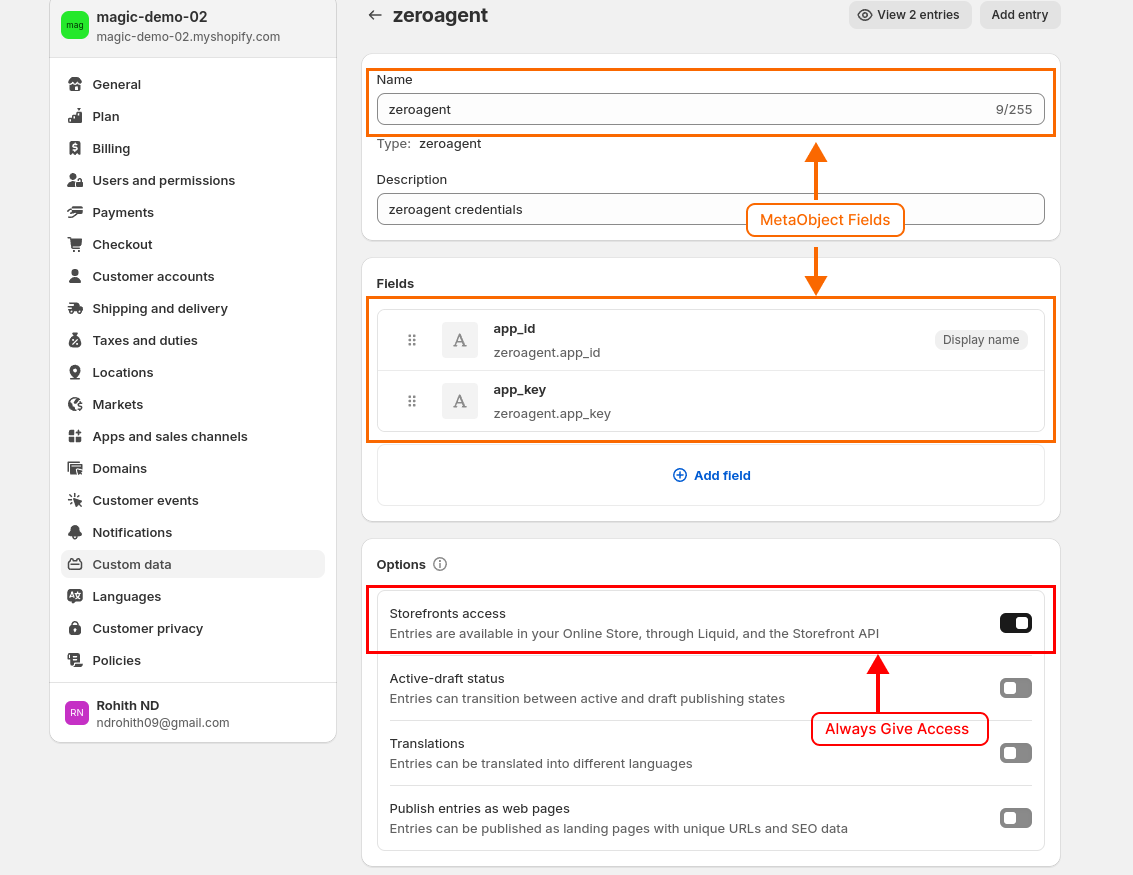 mag
magic-demo-02
magic-demo-02.myshopify.com
General
Plan
Billing
Users and permissions
Payments
Checkout
Customer accounts
Shipping and delivery
Taxes and duties
Locations
Markets
Apps and sales channels
Domains
Customer events
Notifications
Custom data
Languages
Customer privacy
Policies
RN
Rohith ND
ndrohith09@gmail.com
zeroagent
View 2 entries
Add entry
Name
zeroagent 9/255
Type: zeroagent
Description
zeroagent credentials
MetaObject Fields
Fields
A
app_id
zeroagent.app_id
Display name
A
app_key
zeroagent.app_key
Add field
Options
Storefronts access
Entries are available in your Online Store, through Liquid, and the Storefront API
Active-draft status
Entries can transition between active and draft publishing states
Always Give Access
Translations
Entries can be translated into different languages
Publish entries as web pages
Entries can be published as landing pages with unique URLs and SEO data